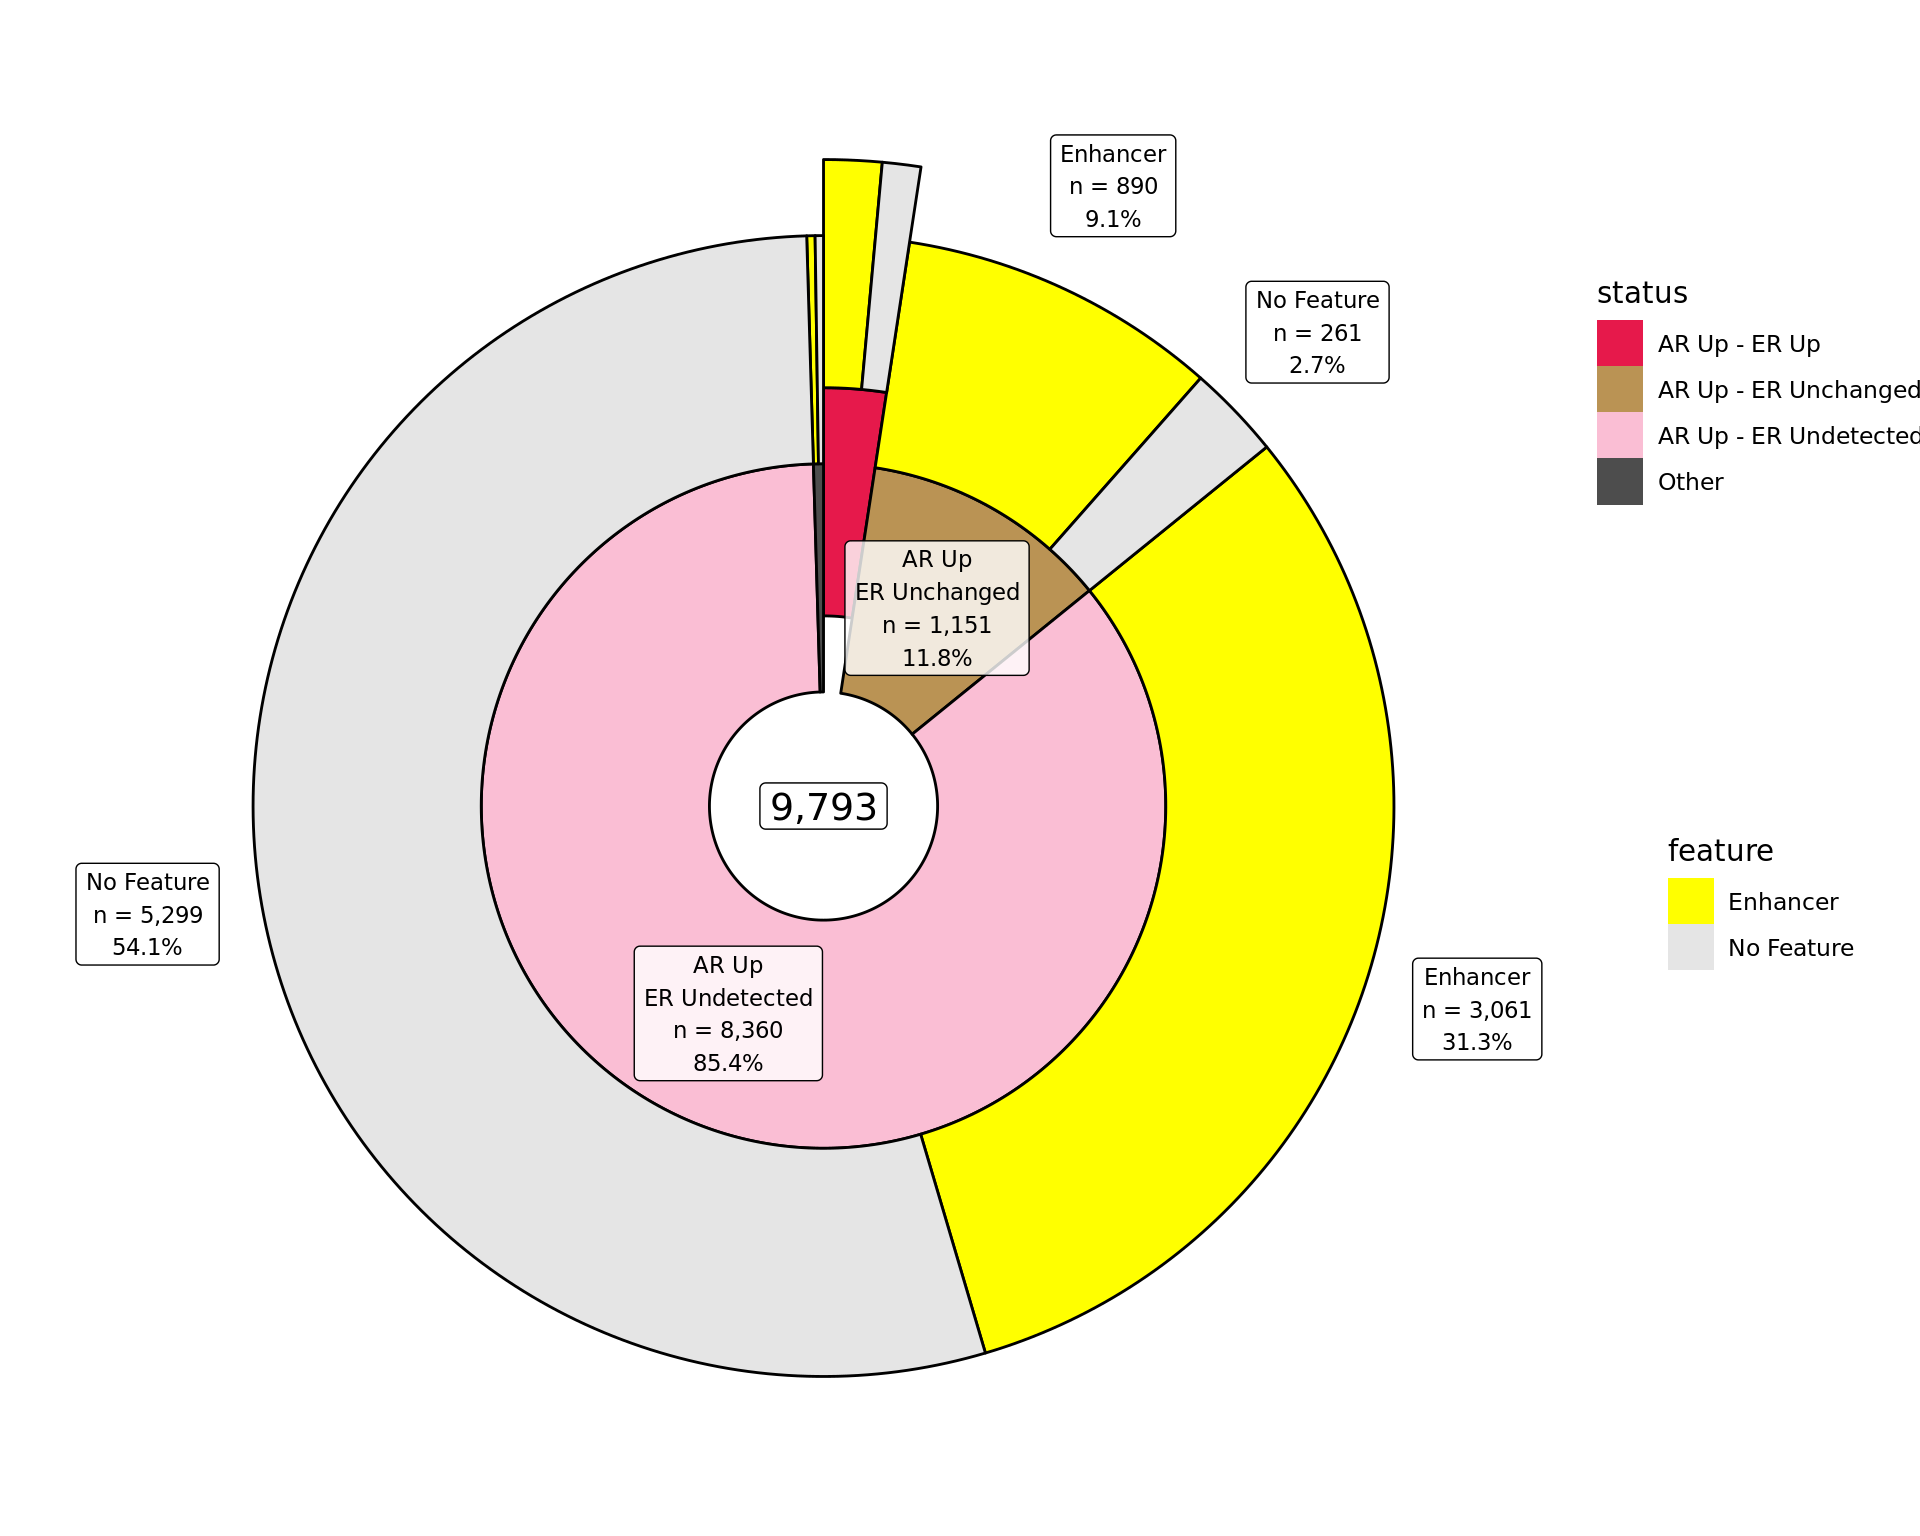 Enhancer
n = 890
9.1%
No Feature
n = 261
2.7%
status
AR Up - ER Up
AR Up - ER Unchanged
AR Up - ER Undetected
Other
AR Up
ER Unchanged
n = 1,151
11.8%
9,793
feature
Enhancer
No Feature
No Feature
n = 5,299
54.1%
AR Up
ER Undetected
n = 8,360
85.4%
Enhancer
n = 3,061
31.3%